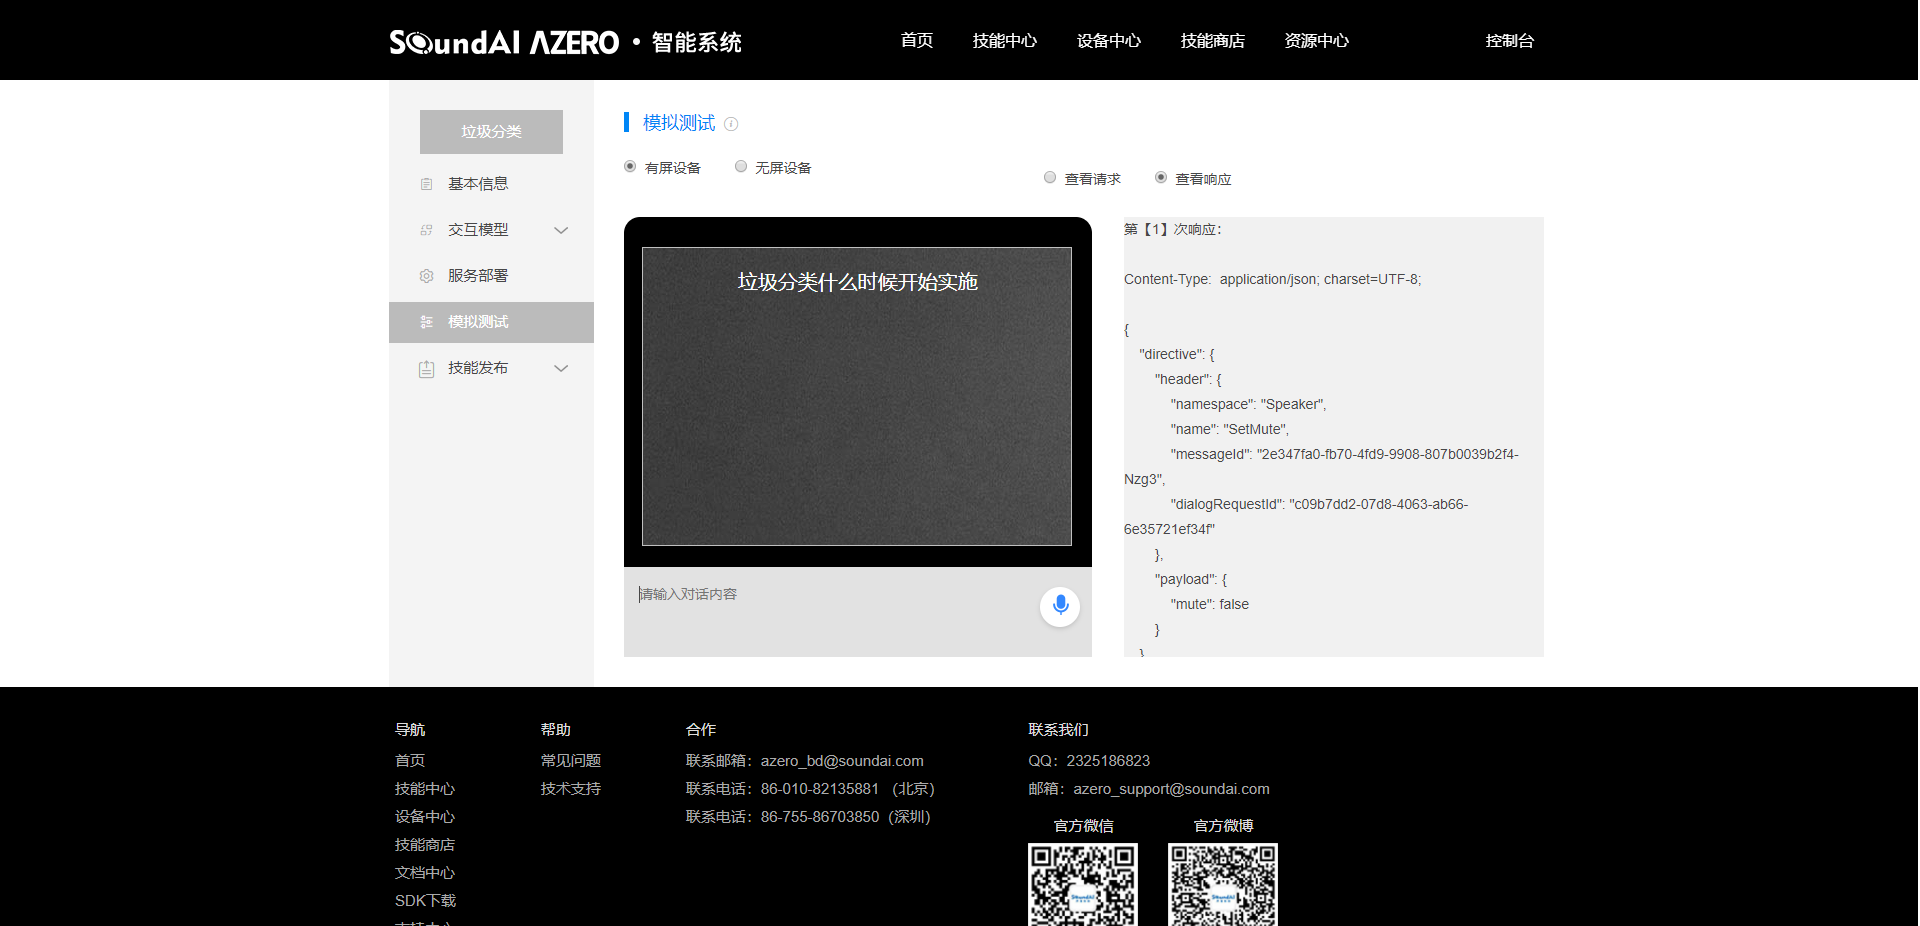 SoundAI AZERO · 智能系统
首页 技能中心 设备中心 技能商店 资源中心 控制台
垃圾分类
基本信息
交互模型
服务部署
模拟测试
技能发布
模拟测试
有屏设备 无屏设备
查看请求 查看响应
垃圾分类什么时候开始实施
请输入对话内容
第【1】次响应：
Content-Type: application/json; charset=UTF-8;
{
"directive": {
"header": {
"namespace": "Speaker",
"name": "SetMute",
"messageId": "2e347fa0-fb70-4fd9-9908-807b0039b2f4-
Nzg3",
"dialogRequestId": "c09b7dd2-07d8-4063-ab66-
6e35721ef34f"
},
"payload": {
"mute": false
}
}
导航
首页
技能中心
设备中心
技能商店
文档中心
SDK下载
支持中心
帮助
常见问题
技术支持
合作
联系邮箱：azero_bd@soundai.com
联系电话：86-010-82135881 （北京）
联系电话：86-755-86703850（深圳）
联系我们
QQ：2325186823
邮箱：azero_support@soundai.com
官方微信 官方微博